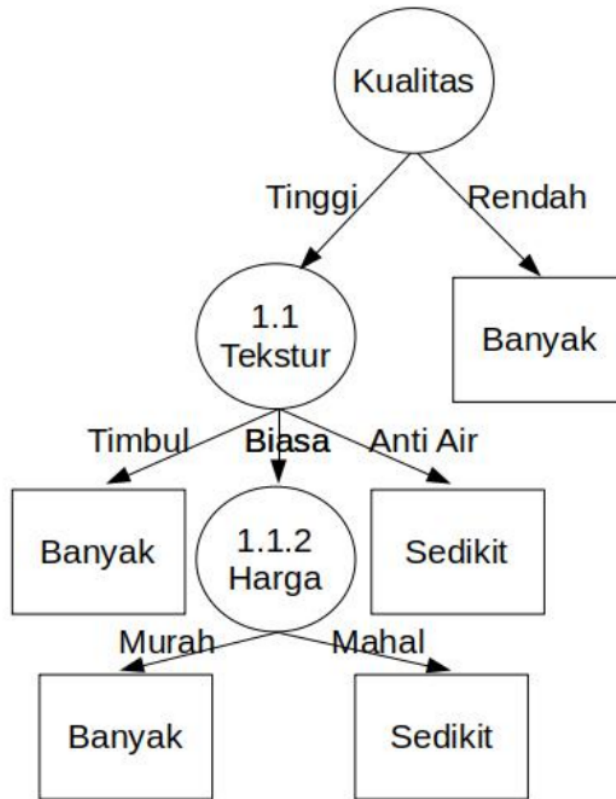 Kualitas
Tinggi
Rendah
1.1
Tekstur
Banyak
Timbul
Biasa
Anti Air
Banyak
1.1.2
Harga
Sedikit
Murah
Mahal
Banyak
Sedikit